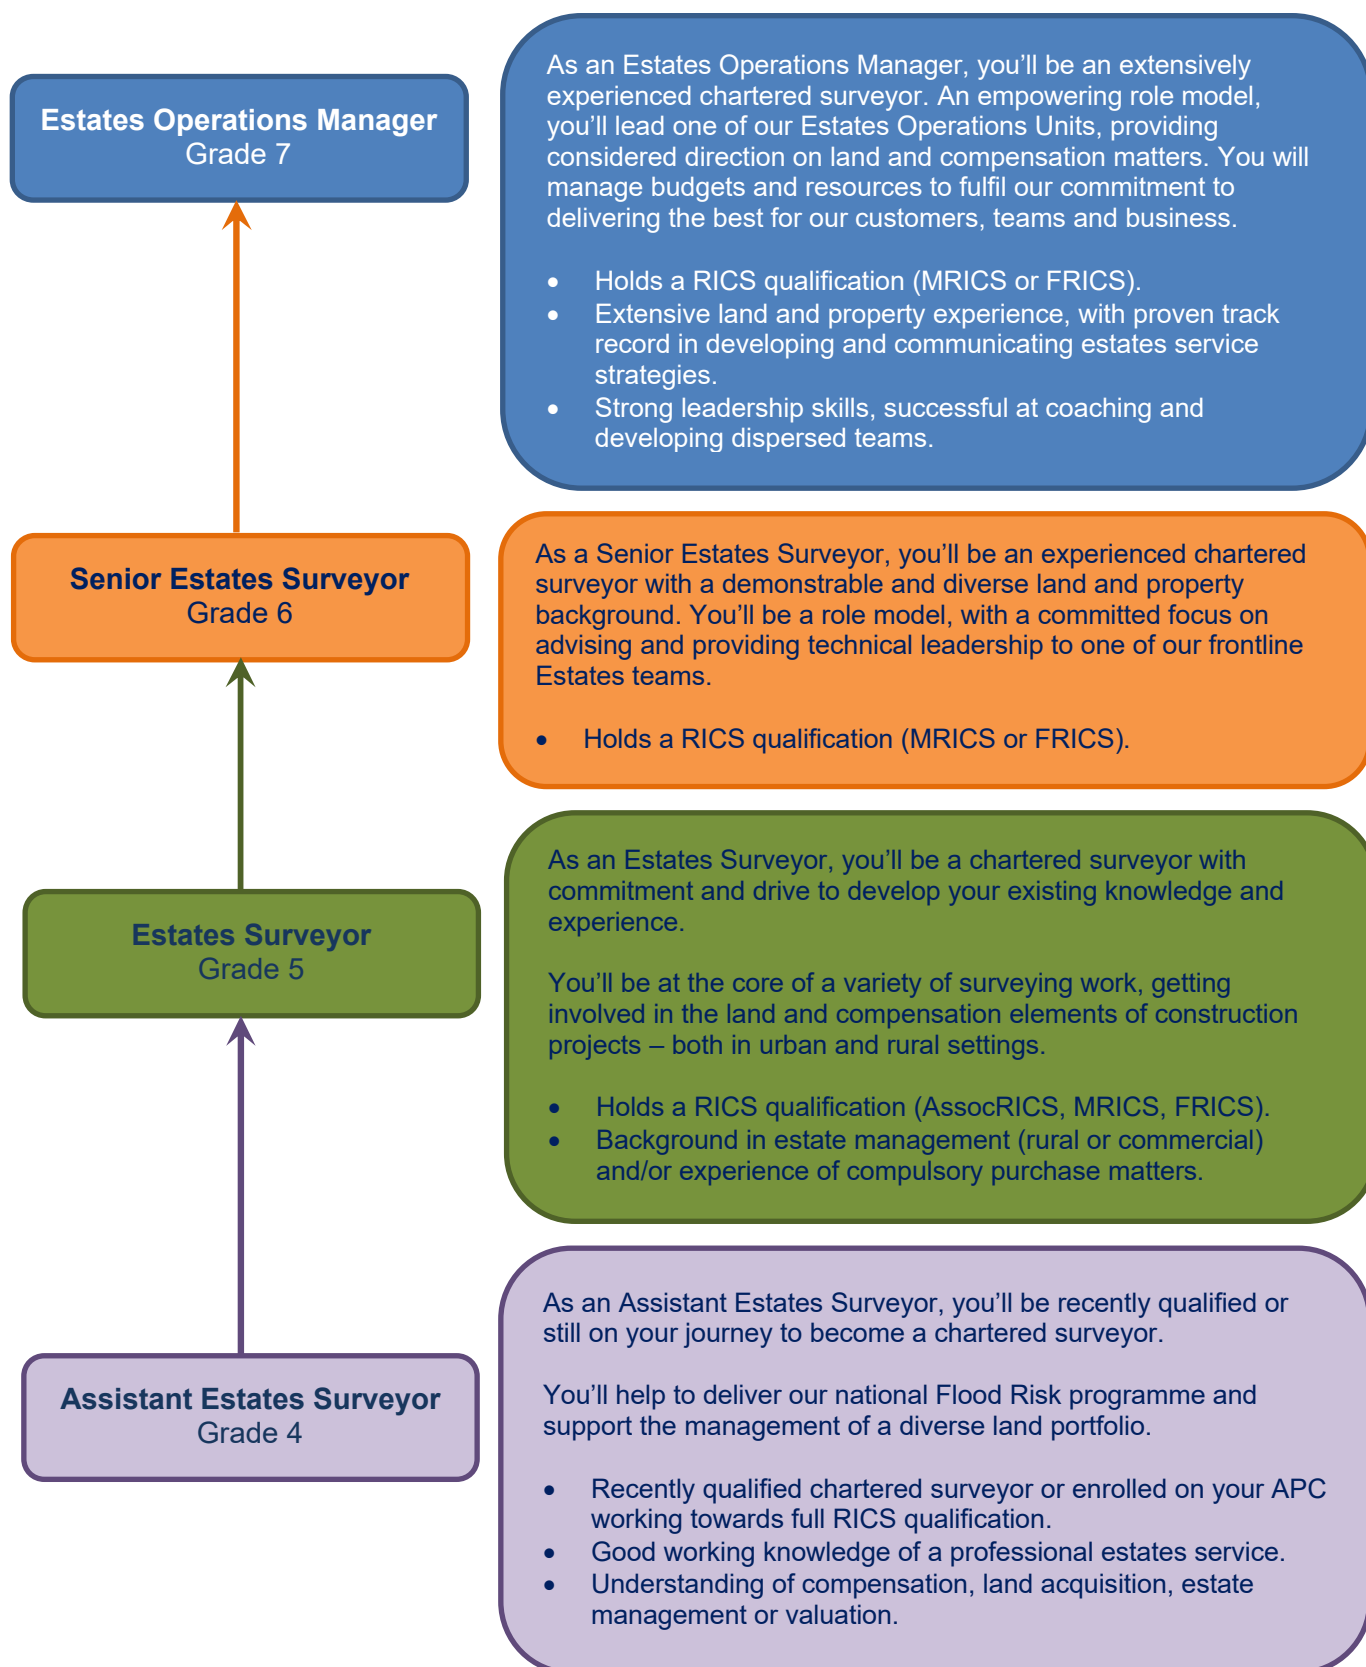 Estates Operations Manager
Grade 7
As an Estates Operations Manager, you’ll be an extensively
experienced chartered surveyor. An empowering role model,
you’ll lead one of our Estates Operations Units, providing
considered direction on land and compensation matters. You will
manage budgets and resources to fulfil our commitment to
delivering the best for our customers, teams and business.
• Holds a RICS qualification (MRICS or FRICS).
• Extensive land and property experience, with proven track
record in developing and communicating estates service
strategies.
• Strong leadership skills, successful at coaching and
developing dispersed teams.
Senior Estates Surveyor
Grade 6
As a Senior Estates Surveyor, you’ll be an experienced chartered
surveyor with a demonstrable and diverse land and property
background. You’ll be a role model, with a committed focus on
advising and providing technical leadership to one of our frontline
Estates teams.
• Holds a RICS qualification (MRICS or FRICS).
Estates Surveyor
Grade 5
As an Estates Surveyor, you’ll be a chartered surveyor with
commitment and drive to develop your existing knowledge and
experience.
You’ll be at the core of a variety of surveying work, getting
involved in the land and compensation elements of construction
projects – both in urban and rural settings.
• Holds a RICS qualification (AssocRICS, MRICS, FRICS).
• Background in estate management (rural or commercial)
and/or experience of compulsory purchase matters.
Assistant Estates Surveyor
Grade 4
As an Assistant Estates Surveyor, you’ll be recently qualified or
still on your journey to become a chartered surveyor.
You’ll help to deliver our national Flood Risk programme and
support the management of a diverse land portfolio.
• Recently qualified chartered surveyor or enrolled on your APC
working towards full RICS qualification.
• Good working knowledge of a professional estates service.
• Understanding of compensation, land acquisition, estate
management or valuation.